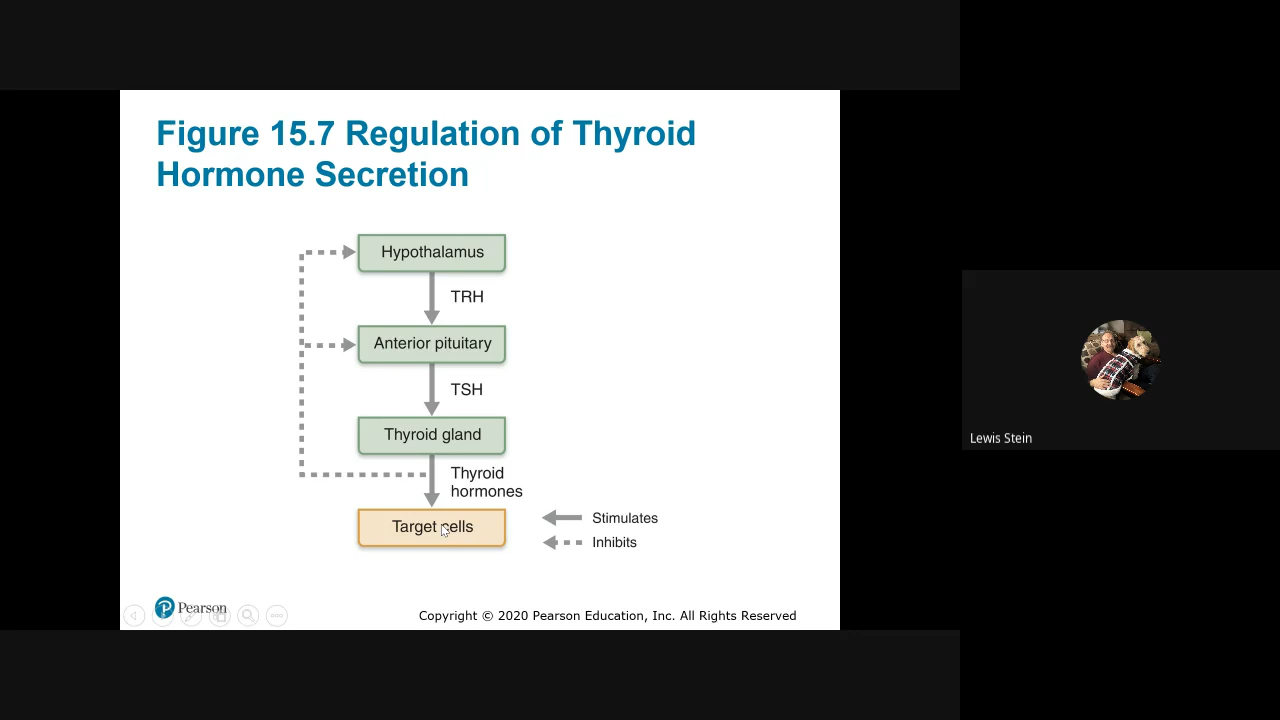 Figure 15.7 Regulation of Thyroid
Hormone Secretion
Hypothalamus
TRH
Anterior pituitary
TSH
Thyroid gland
Thyroid
hormones
Target cells
Stimulates
Inhibits
Pearson
Copyright © 2020 Pearson Education, Inc. All Rights Reserved
Lewis Stein